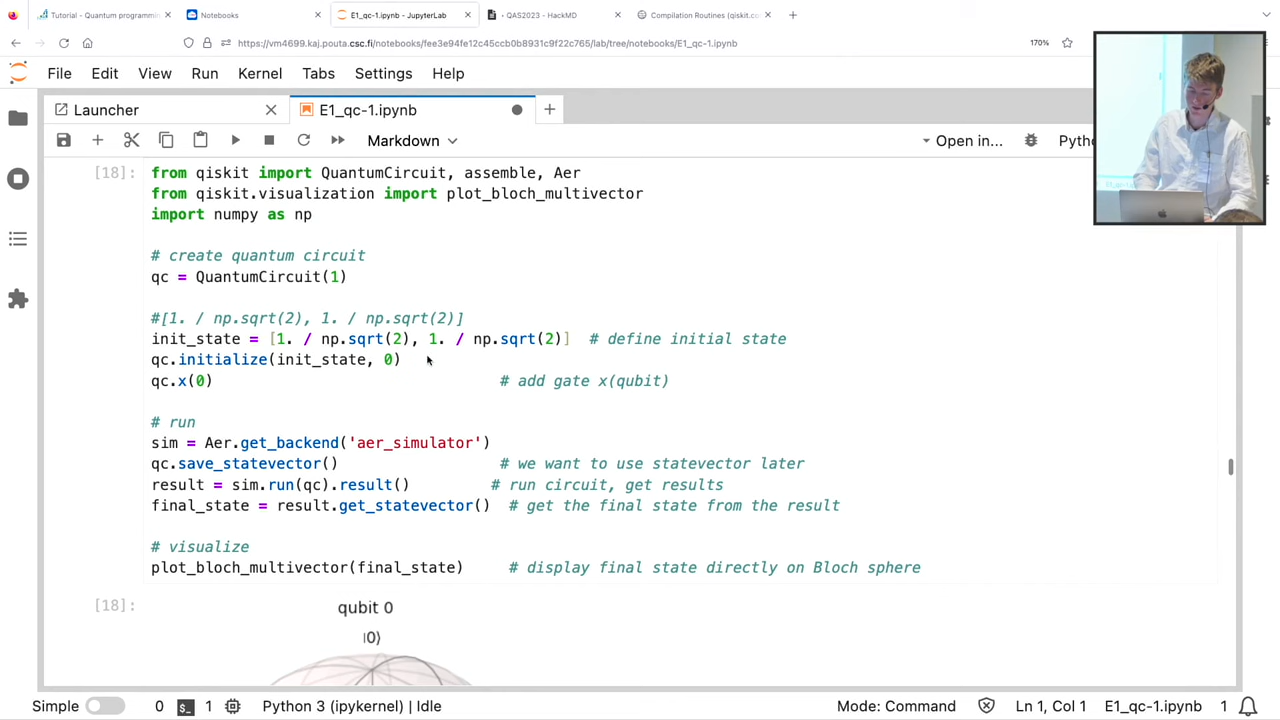 Tutorial - Quantum programmin
Notebooks
E1_qc-1.ipynb - JupyterLab
- QAS2023 - HackMD
Compilation Routines (qiskit.co
https://vm4699.kaj.pouta.csc.fi/notebooks/fee3e94fe12c45ccb0b8931c9f22c765/lab/tree/notebooks/E1_qc-1.ipynb
170%
File Edit View Run Kernel Tabs Settings Help
Launcher
E1_qc-1.ipynb
Markdown
Open in...
Pytho
[18]:
from qiskit import QuantumCircuit, assemble, Aer
from qiskit.visualization import plot_bloch_multivector
import numpy as np
# create quantum circuit
qc = QuantumCircuit(1)
#[1. / np.sqrt(2), 1. / np.sqrt(2)]
init_state = [1. / np.sqrt(2), 1. / np.sqrt(2)] # define initial state
qc.initialize(init_state, 0)
qc.x(0) # add gate x(qubit)
# run
sim = Aer.get_backend('aer_simulator')
qc.save_statevector() # we want to use statevector later
result = sim.run(qc).result() # run circuit, get results
final_state = result.get_statevector() # get the final state from the result
# visualize
plot_bloch_multivector(final_state) # display final state directly on Bloch sphere
[18]:
qubit 0
|0⟩
Simple 0 1 Python 3 (ipykernel) | Idle Mode: Command Ln 1, Col 1 E1_qc-1.ipynb 1